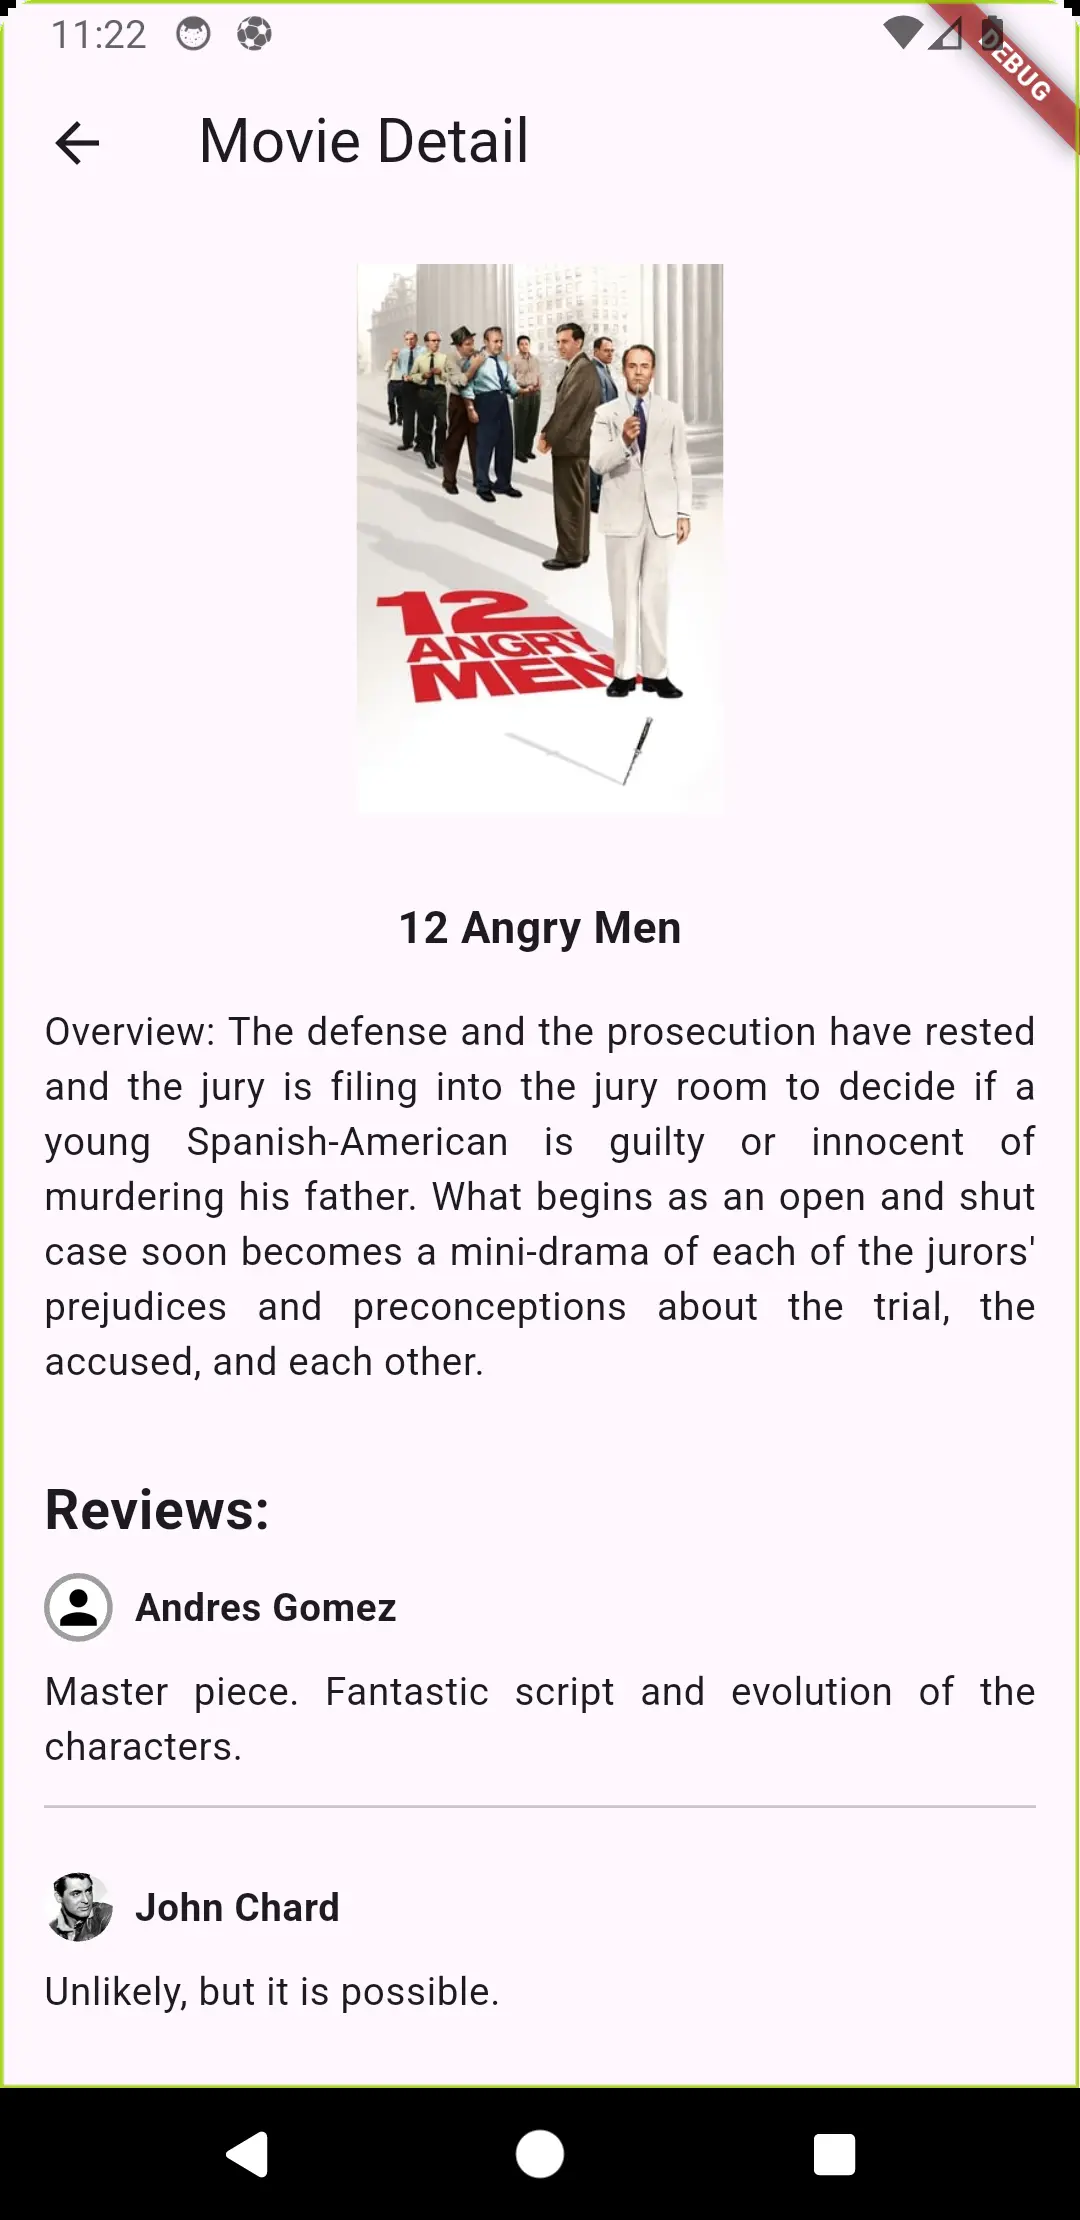 11:22
DEBUG
Movie Detail
12
ANGRY
MEN
12 Angry Men
Overview: The defense and the prosecution have rested
and the jury is filing into the jury room to decide if a
young Spanish-American is guilty or innocent of
murdering his father. What begins as an open and shut
case soon becomes a mini-drama of each of the jurors'
prejudices and preconceptions about the trial, the
accused, and each other.
Reviews:
Andres Gomez
Master piece. Fantastic script and evolution of the
characters.
John Chard
Unlikely, but it is possible.